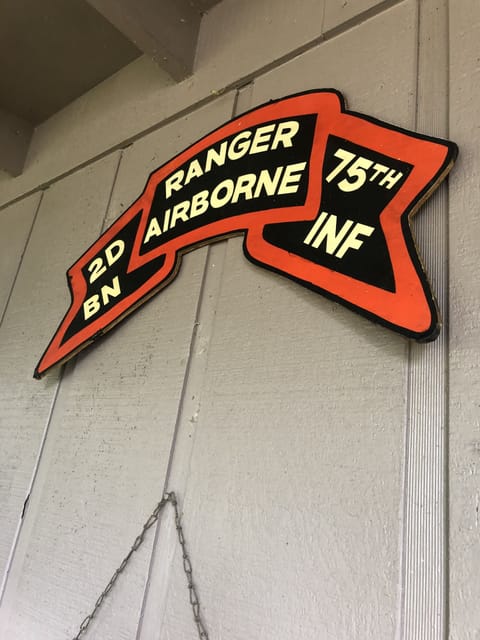 2D
BN
RANGER
AIRBORNE
75TH
INF